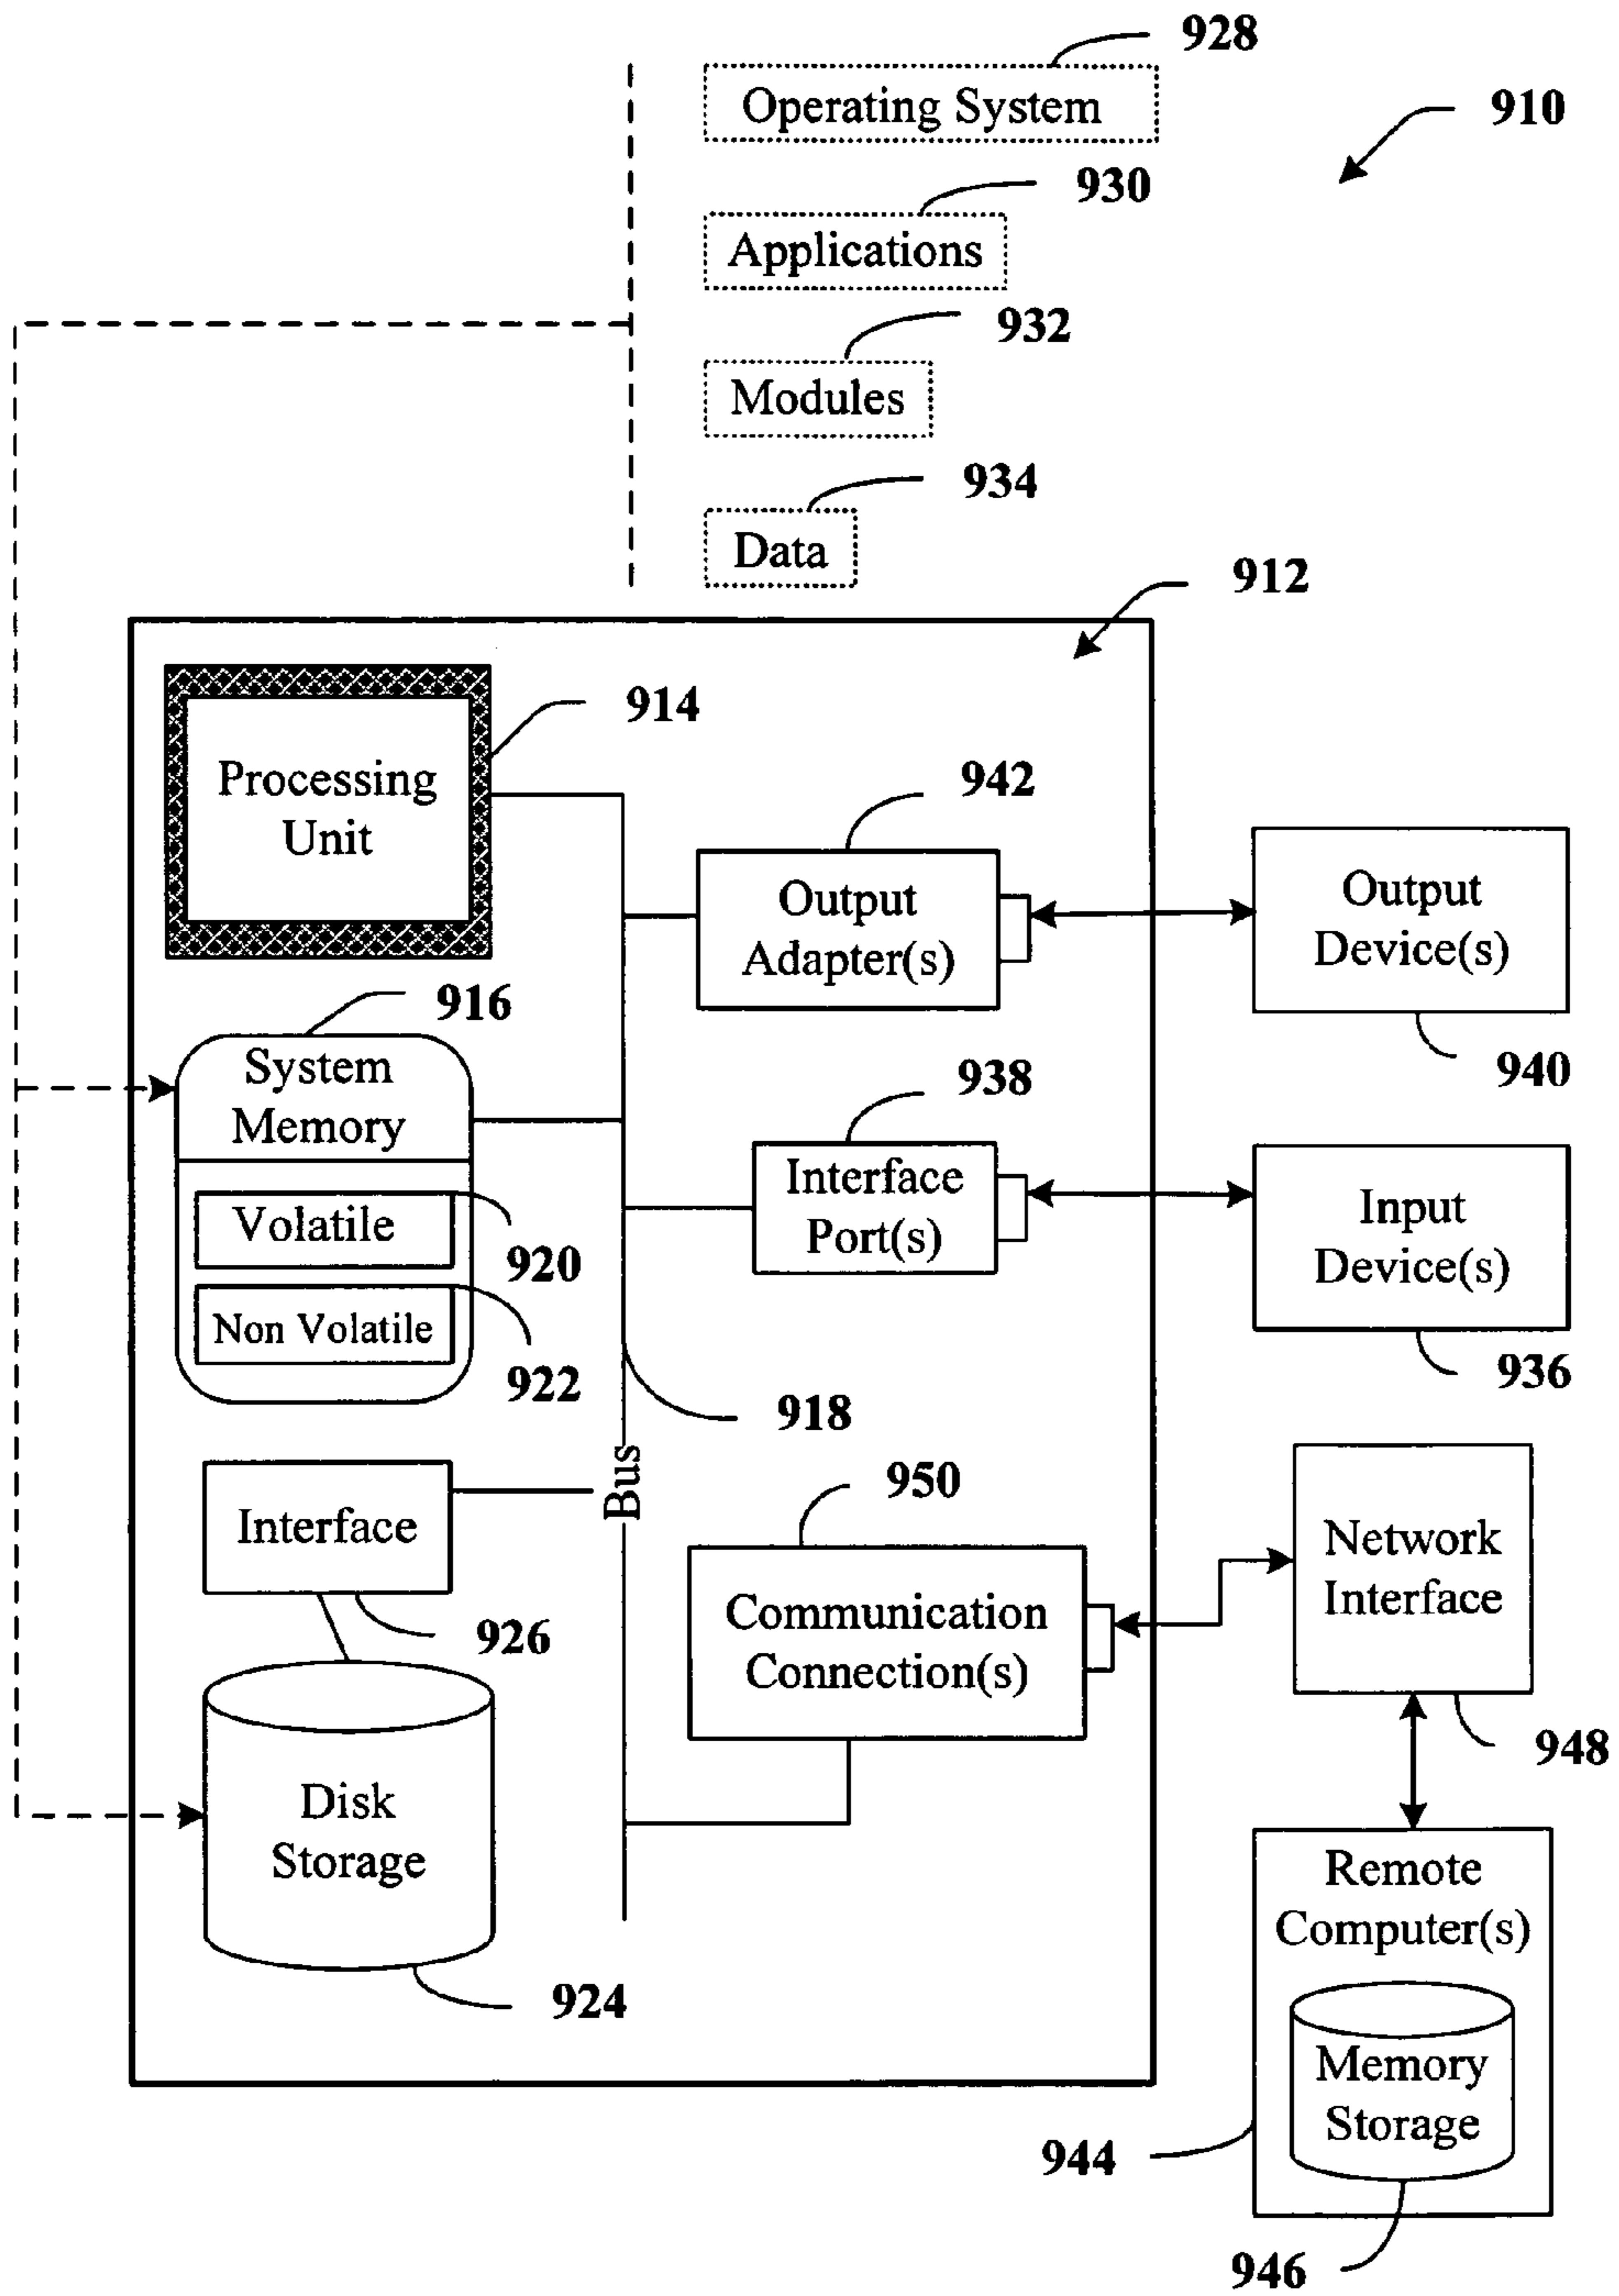 928
Operating System
910
930
Applications
932
Modules
934
Data
912
914
Processing
Unit
942
Output
Adapter(s)
Output
Device(s)
940
916
System
Memory
938
Interface
Port(s)
Input
Device(s)
936
Volatile
920
Non Volatile
922
918
Bus
950
Interface
926
Communication
Connection(s)
Network
Interface
948
Disk
Storage
924
Remote
Computer(s)
Memory
Storage
944
946